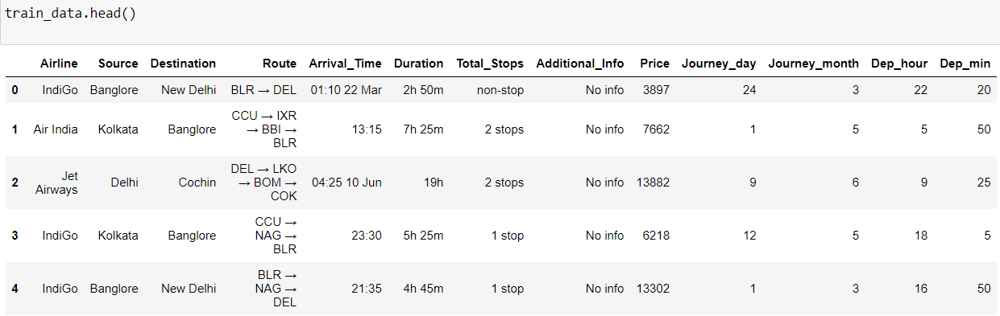 train_data.head()
Airline Source Destination Route Arrival_Time Duration Total_Stops Additional_Info Price Journey_day Journey_month Dep_hour Dep_min
0 IndiGo Banglore New Delhi BLR → DEL 01:10 22 Mar 2h 50m non-stop No info 3897 24 3 22 20
CCU → IXR
1 Air India Kolkata Banglore → BBI → 13:15 7h 25m 2 stops No info 7662 1 5 5 50
BLR
DEL → LKO
2 Jet Airways Delhi Cochin → BOM → 04:25 10 Jun 19h 2 stops No info 13882 9 6 9 25
COK
CCU →
3 IndiGo Kolkata Banglore NAG → 23:30 5h 25m 1 stop No info 6218 12 5 18 5
BLR
BLR →
4 IndiGo Banglore New Delhi NAG → 21:35 4h 45m 1 stop No info 13302 1 3 16 50
DEL